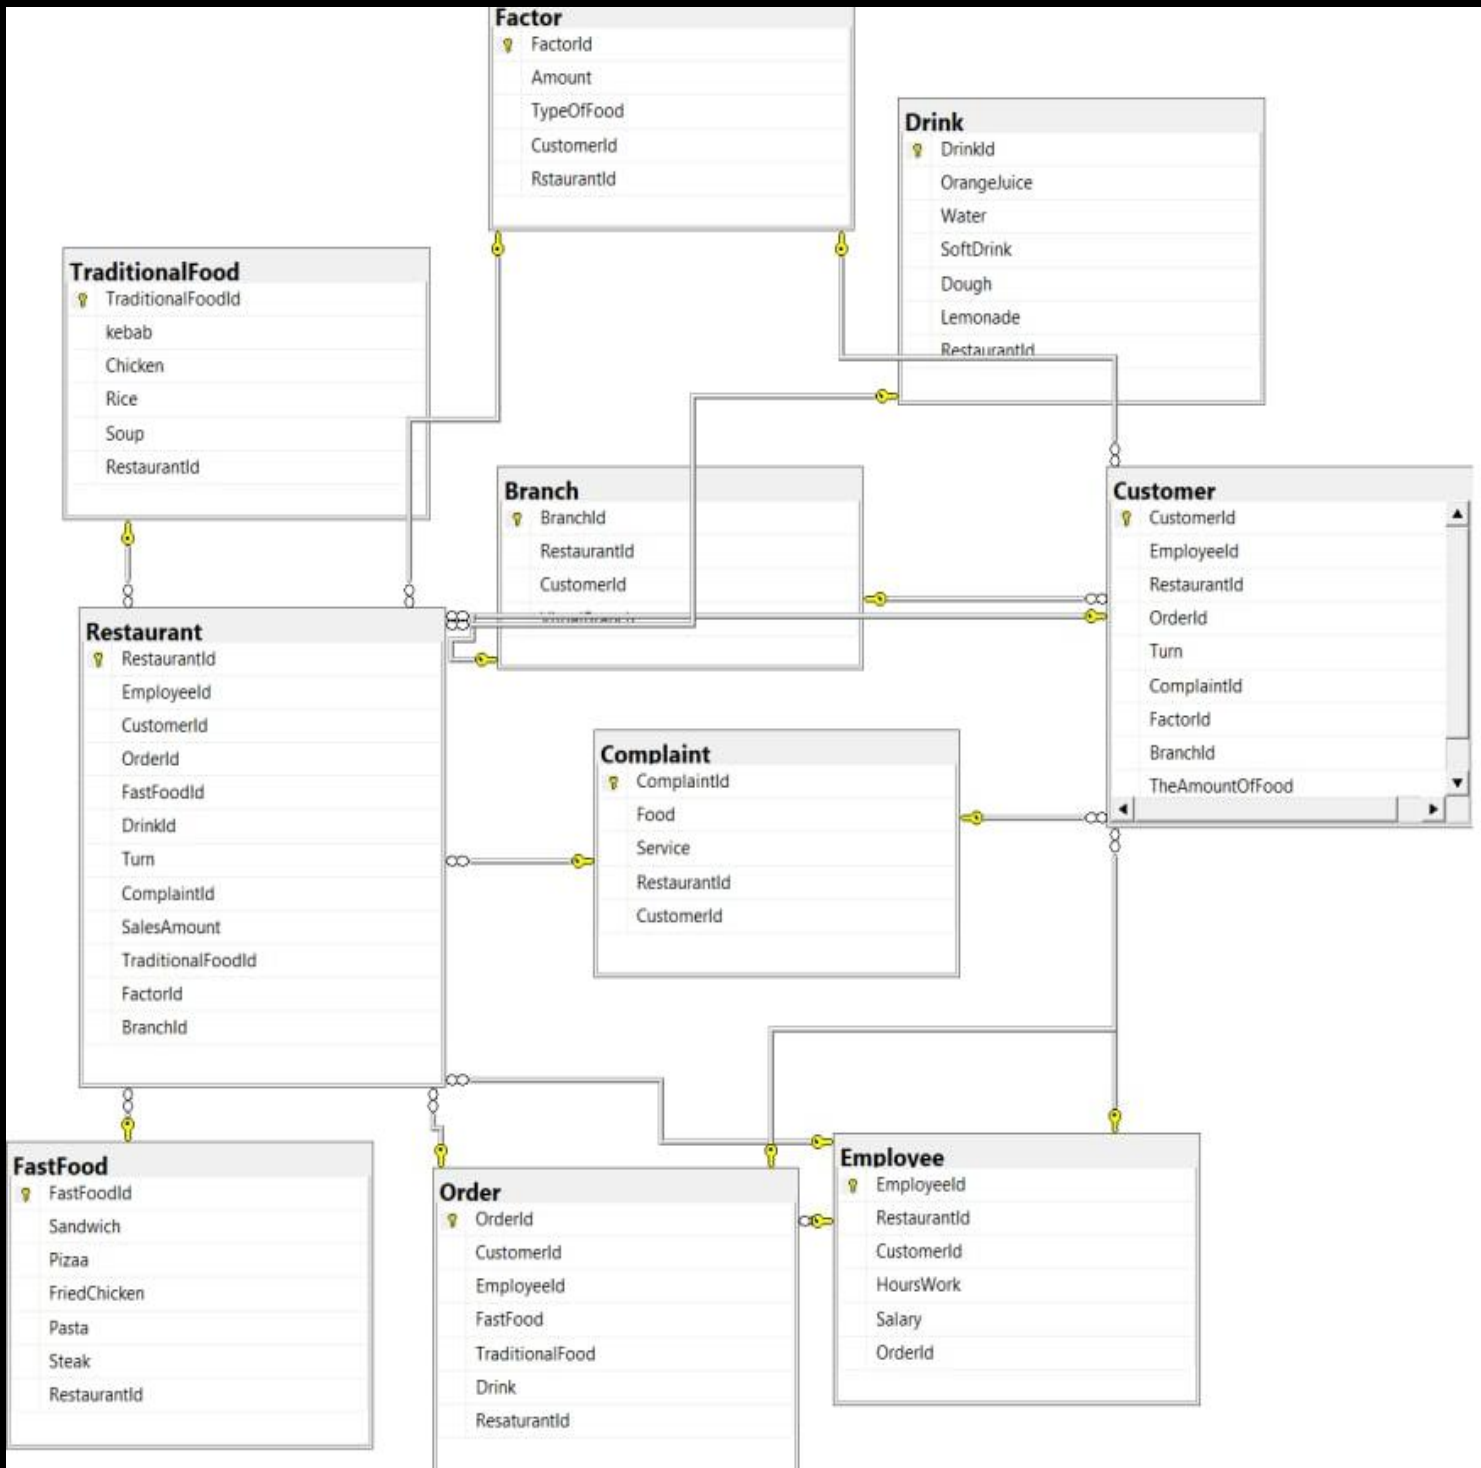 Factor
FactorId
Amount
TypeOfFood
CustomerId
RstaurantId
Drink
DrinkId
OrangeJuice
Water
SoftDrink
Dough
Lemonade
RestaurantId
TraditionalFood
TraditionalFoodId
kebab
Chicken
Rice
Soup
RestaurantId
Branch
BranchId
RestaurantId
CustomerId
Customer
CustomerId
EmployeeId
RestaurantId
OrderId
Turn
ComplaintId
FactorId
BranchId
TheAmountOfFood
Restaurant
RestaurantId
EmployeeId
CustomerId
OrderId
FastFoodId
DrinkId
Turn
ComplaintId
SalesAmount
TraditionalFoodId
FactorId
BranchId
Complaint
ComplaintId
Food
Service
RestaurantId
CustomerId
FastFood
FastFoodId
Sandwich
Pizaa
FriedChicken
Pasta
Steak
RestaurantId
Order
OrderId
CustomerId
EmployeeId
FastFood
TraditionalFood
Drink
ResaturantId
Employee
EmployeeId
RestaurantId
CustomerId
HoursWork
Salary
OrderId